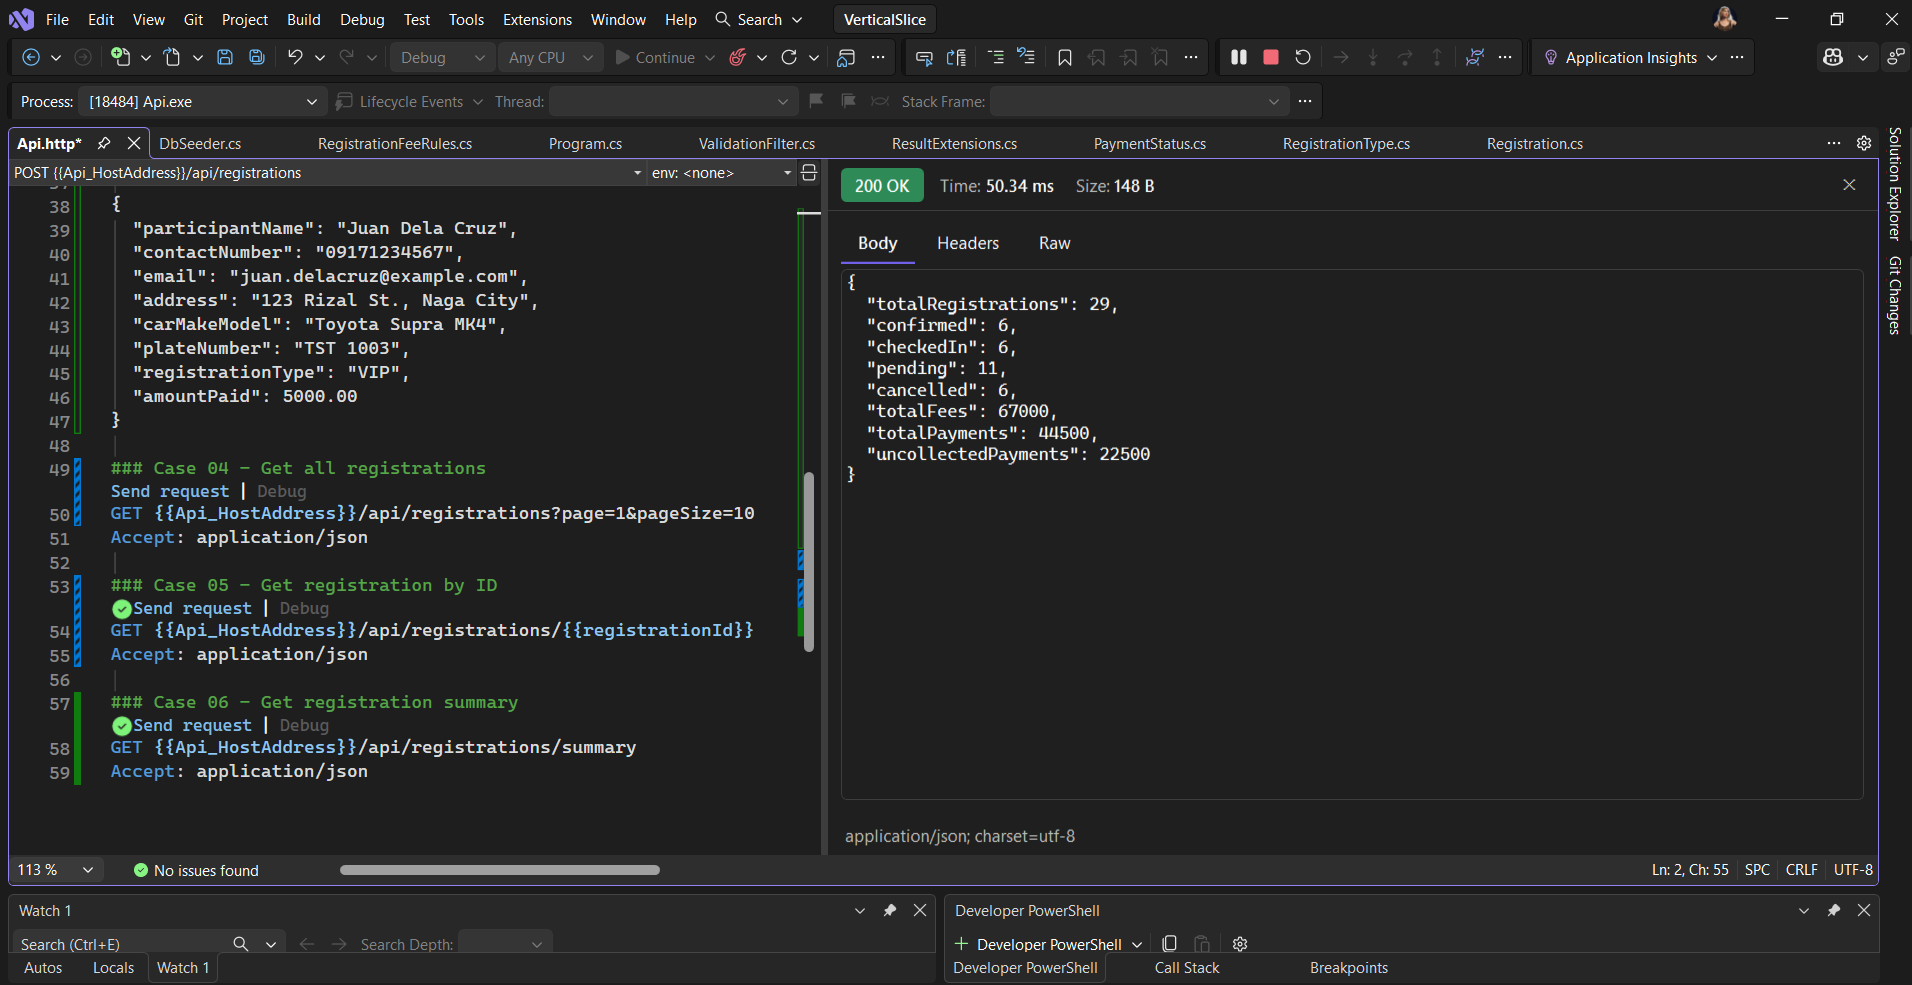 File Edit View Git Project Build Debug Test Tools Extensions Window Help Search VerticalSlice
Debug Any CPU Continue Application Insights
Process: [18484] Api.exe Lifecycle Events Thread: Stack Frame:
Api.http* DbSeeder.cs RegistrationFeeRules.cs Program.cs ValidationFilter.cs ResultExtensions.cs PaymentStatus.cs RegistrationType.cs Registration.cs
POST {{Api_HostAddress}}/api/registrations env: <none>
38 {
39 "participantName": "Juan Dela Cruz",
40 "contactNumber": "09171234567",
41 "email": "juan.delacruz@example.com",
42 "address": "123 Rizal St., Naga City",
43 "carMakeModel": "Toyota Supra MK4",
44 "plateNumber": "TST 1003",
45 "registrationType": "VIP",
46 "amountPaid": 5000.00
47 }
48
49 ### Case 04 - Get all registrations
Send request | Debug
50 GET {{Api_HostAddress}}/api/registrations?page=1&pageSize=10
51 Accept: application/json
52
53 ### Case 05 - Get registration by ID
Send request | Debug
54 GET {{Api_HostAddress}}/api/registrations/{{registrationId}}
55 Accept: application/json
56
57 ### Case 06 - Get registration summary
Send request | Debug
58 GET {{Api_HostAddress}}/api/registrations/summary
59 Accept: application/json
200 OK Time: 50.34 ms Size: 148 B
Body Headers Raw
{
"totalRegistrations": 29,
"confirmed": 6,
"checkedIn": 6,
"pending": 11,
"cancelled": 6,
"totalFees": 67000,
"totalPayments": 44500,
"uncollectedPayments": 22500
}
application/json; charset=utf-8
Solution Explorer
Git Changes
113 % No issues found Ln: 2, Ch: 55 SPC CRLF UTF-8
Watch 1
Search (Ctrl+E) Search Depth:
Autos Locals Watch 1
Developer PowerShell
Developer PowerShell
Developer PowerShell Call Stack Breakpoints